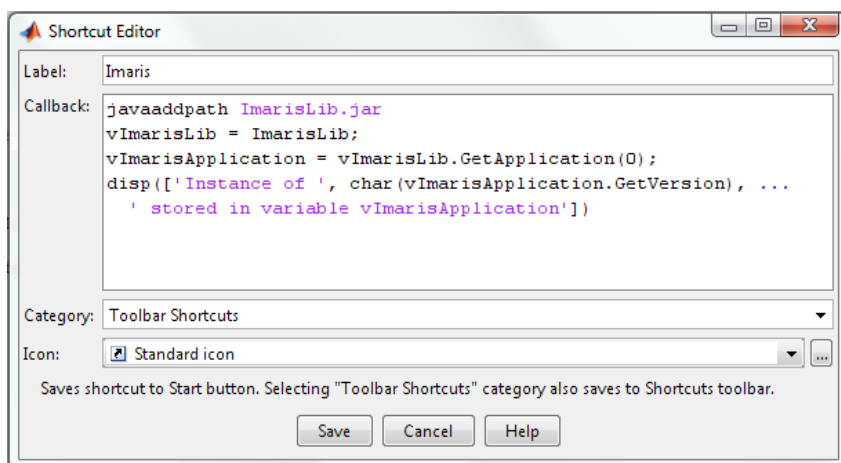 Shortcut Editor
Label: Imaris
Callback: javaaddpath ImarisLib.jar
vImarisLib = ImarisLib;
vImarisApplication = vImarisLib.GetApplication(0);
disp(['Instance of ', char(vImarisApplication.GetVersion), ...
' stored in variable vImarisApplication'])
Category: Toolbar Shortcuts
Icon: Standard icon ...
Saves shortcut to Start button. Selecting "Toolbar Shortcuts" category also saves to Shortcuts toolbar.
Save Cancel Help